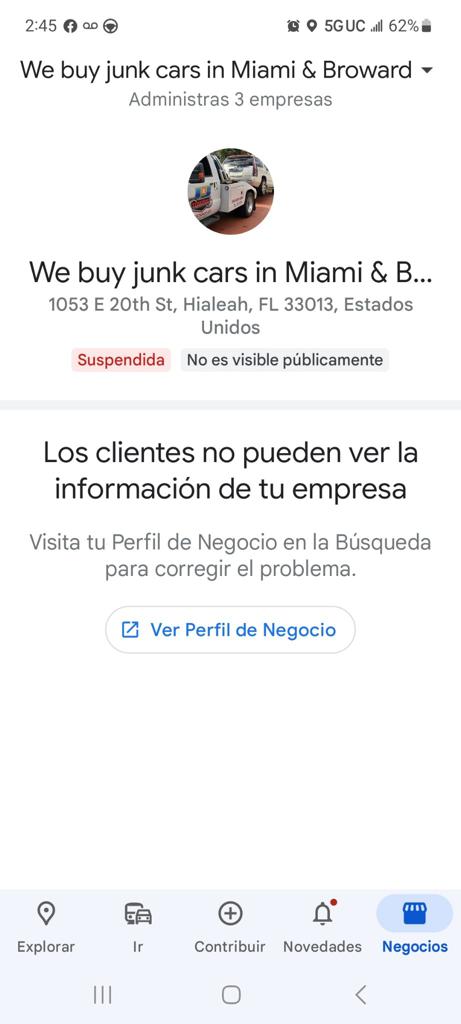 2:45
5GUC 62%
We buy junk cars in Miami & Broward
Administras 3 empresas
We buy junk cars in Miami & B...
1053 E 20th St, Hialeah, FL 33013, Estados
Unidos
Suspendida No es visible públicamente
Los clientes no pueden ver la
información de tu empresa
Visita tu Perfil de Negocio en la Búsqueda
para corregir el problema.
Ver Perfil de Negocio
Explorar Ir Contribuir Novedades Negocios